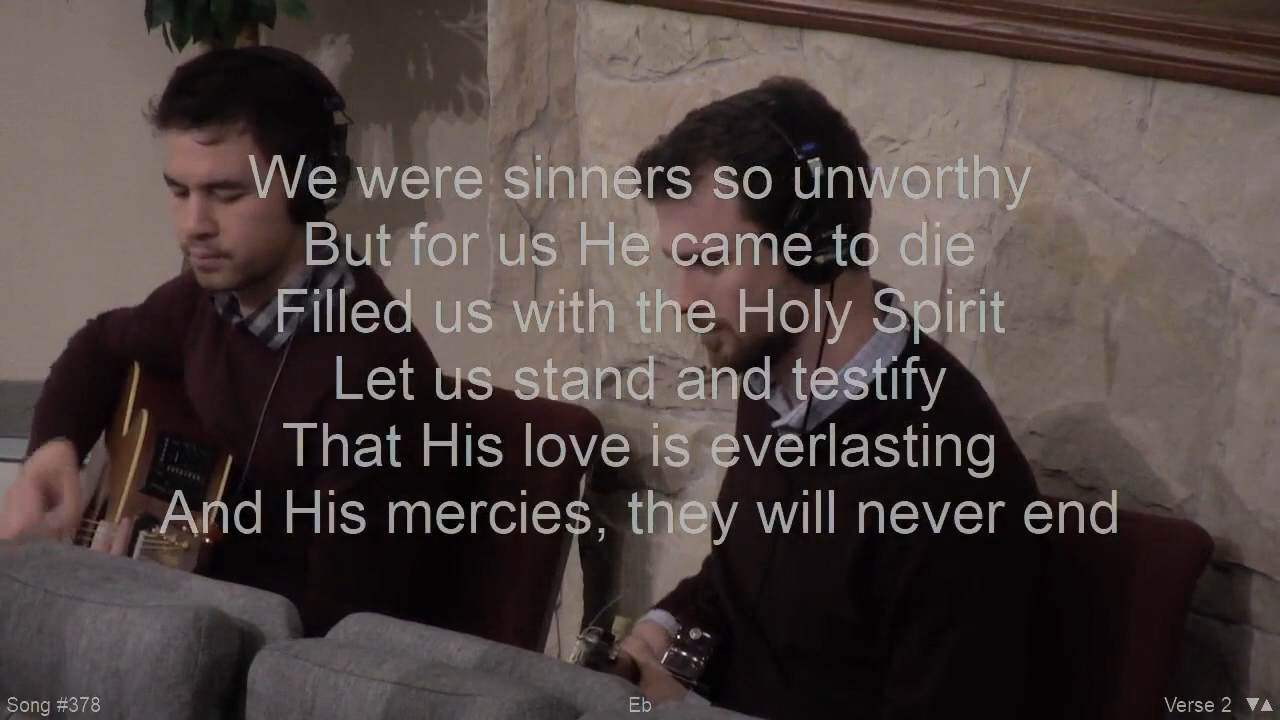 We were sinners so unworthy
But for us He came to die
Filled us with the Holy Spirit
Let us stand and testify
That His love is everlasting
And His mercies, they will never end
Song #378 Eb Verse 2 ▼▲